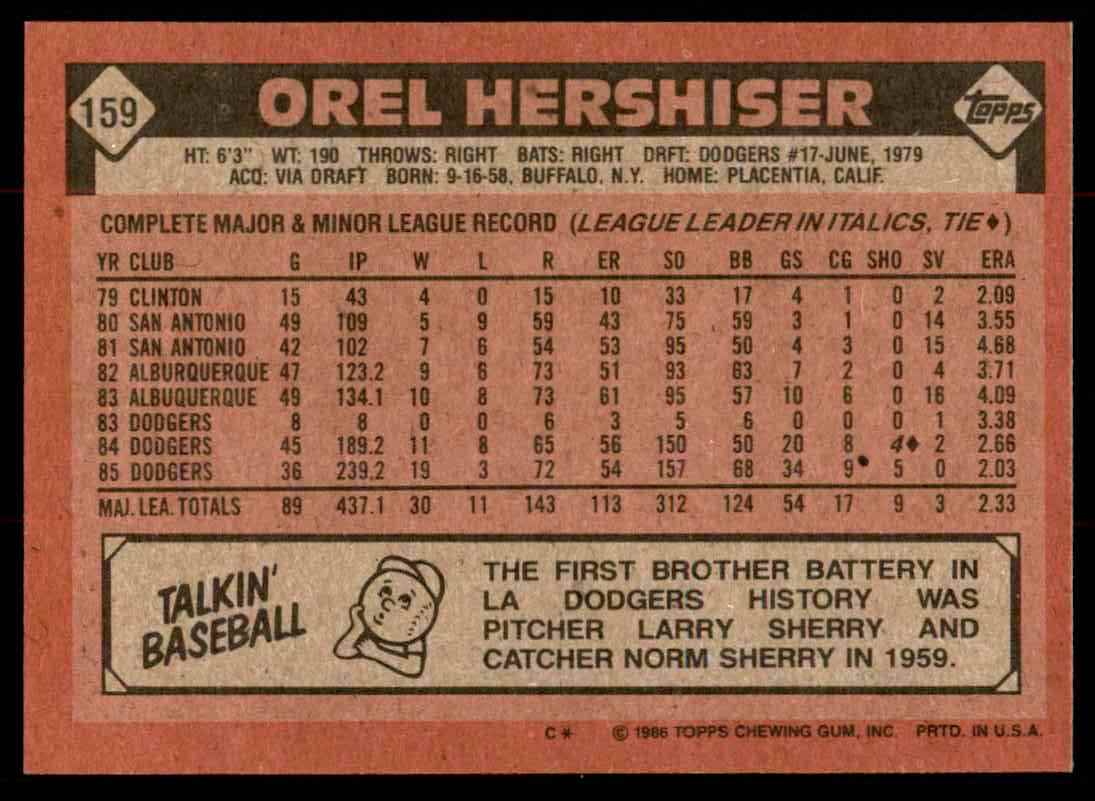 159
OREL HERSHISER
Topps
HT: 6'3" WT: 190 THROWS: RIGHT BATS: RIGHT DRFT: DODGERS #17-JUNE, 1979
ACQ: VIA DRAFT BORN: 9-16-58, BUFFALO, N.Y. HOME: PLACENTIA, CALIF.
COMPLETE MAJOR & MINOR LEAGUE RECORD (LEAGUE LEADER IN ITALICS, TIE♦)
YR CLUB G IP W L R ER SO BB GS CG SHO SV ERA
79 CLINTON 15 43 4 0 15 10 33 17 4 1 0 2 2.09
80 SAN ANTONIO 49 109 5 9 59 43 75 59 3 1 0 14 3.55
81 SAN ANTONIO 42 102 7 6 54 53 95 50 4 3 0 15 4.68
82 ALBURQUERQUE 47 123.2 9 6 73 51 93 63 7 2 0 4 3.71
83 ALBUQUERQUE 49 134.1 10 8 73 61 95 57 10 6 0 16 4.09
83 DODGERS 8 8 0 0 6 3 5 6 0 0 0 1 3.38
84 DODGERS 45 189.2 11 8 65 56 150 50 20 8 4♦ 2 2.66
85 DODGERS 36 239.2 19 3 72 54 157 68 34 9 5 0 2.03
MAJ. LEA. TOTALS 89 437.1 30 11 143 113 312 124 54 17 9 3 2.33
TALKIN'
BASEBALL
THE FIRST BROTHER BATTERY IN
LA DODGERS HISTORY WAS
PITCHER LARRY SHERRY AND
CATCHER NORM SHERRY IN 1959.
C* © 1986 TOPPS CHEWING GUM, INC. PRTD. IN U.S.A.